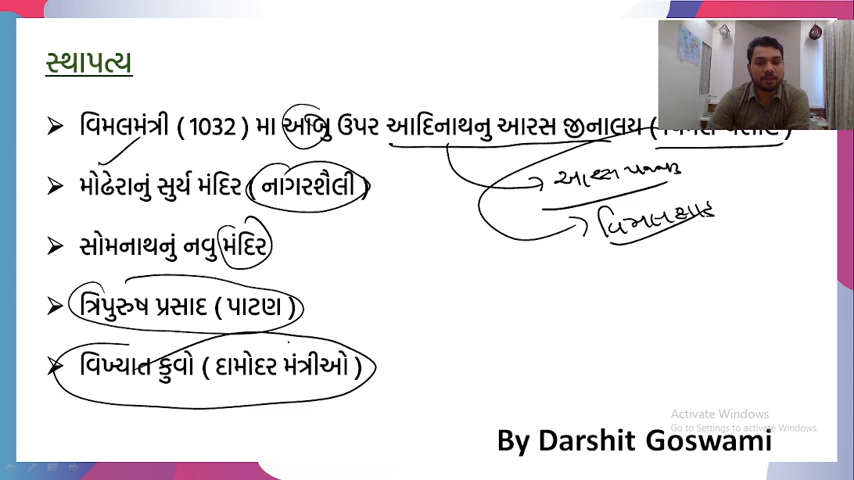 સ્થાપત્ય
➢ વિમલમંત્રી ( 1032 ) મા આબુ ઉપર આદિનાથનુ આરસ જીનાલય (
➢ મોઢેરાનું સુર્ય મંદિર ( નાગરશૈલી )
➢ સોમનાથનું નવુ મંદિર
➢ ત્રિપુરુષ પ્રસાદ ( પાટણ )
➢ વિખ્યાત કુવો ( દામોદર મંત્રીઓ )
વિમલશાહ
Activate Windows
Go to Settings to activate Windows.
By Darshit Goswami